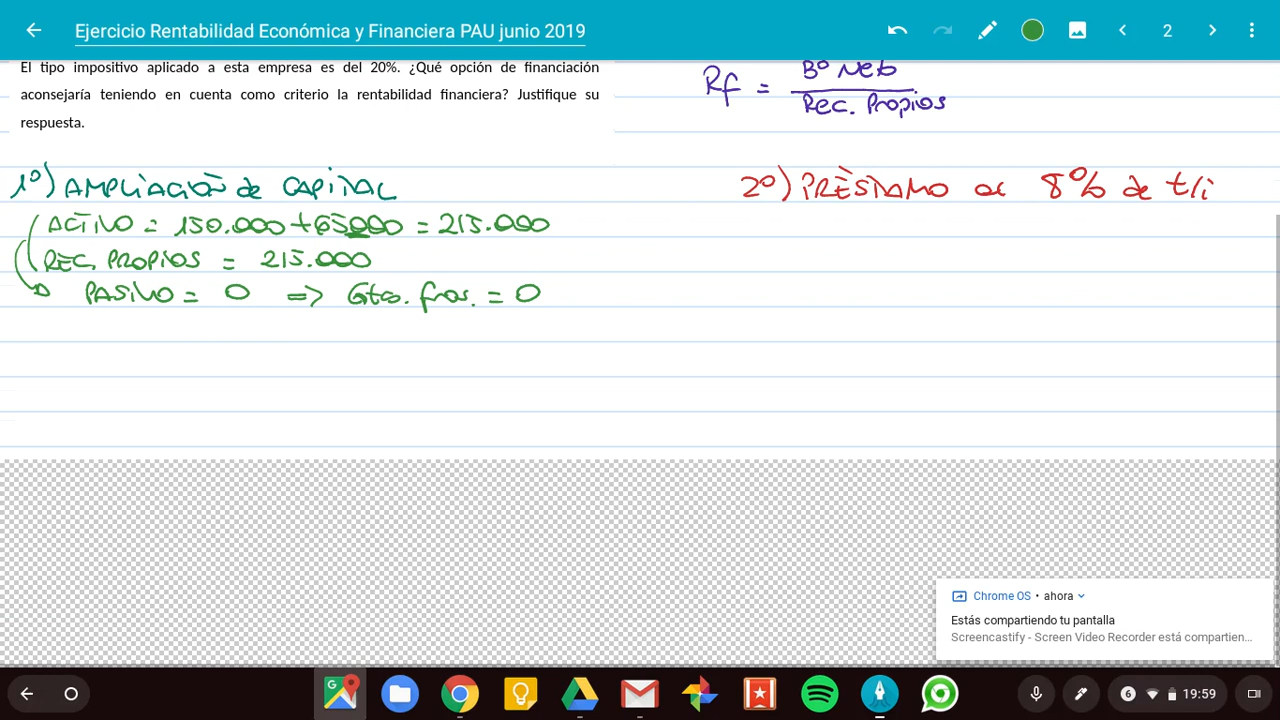 Ejercicio Rentabilidad Económica y Financiera PAU junio 2019
2
El tipo impositivo aplicado a esta empresa es del 20%. ¿Qué opción de financiación
aconsejaría teniendo en cuenta como criterio la rentabilidad financiera? Justifique su
respuesta.
Rf = Bº Neto
Rec. Propios
1º) AMPLIACIÓN de CAPITAL
ACTIVO = 150.000 + 65.000 = 215.000
REC. PROPIOS = 215.000
PASIVO = 0 => Gtos. fros. = 0
2º) PRÉSTAMO al 8% de t/i
Chrome OS • ahora
Estás compartiendo tu pantalla
Screencastify - Screen Video Recorder está compartien...
6
19:59